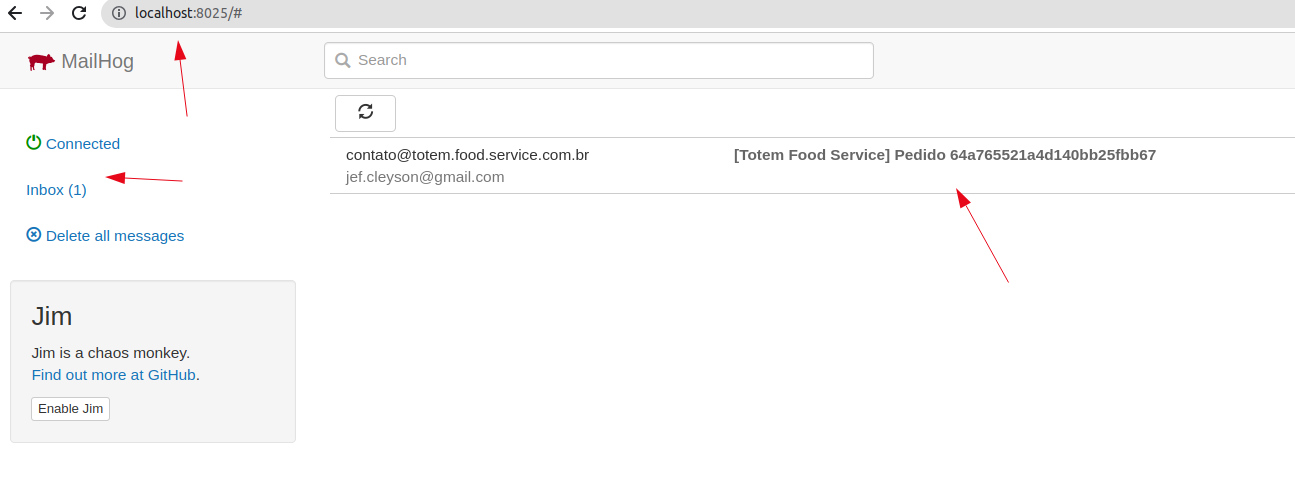 localhost:8025/#
MailHog
Search
Connected
Inbox (1)
Delete all messages
contato@totem.food.service.com.br
[Totem Food Service] Pedido 64a765521a4d140bb25fbb67
jef.cleyson@gmail.com
Jim
Jim is a chaos monkey.
Find out more at GitHub.
Enable Jim